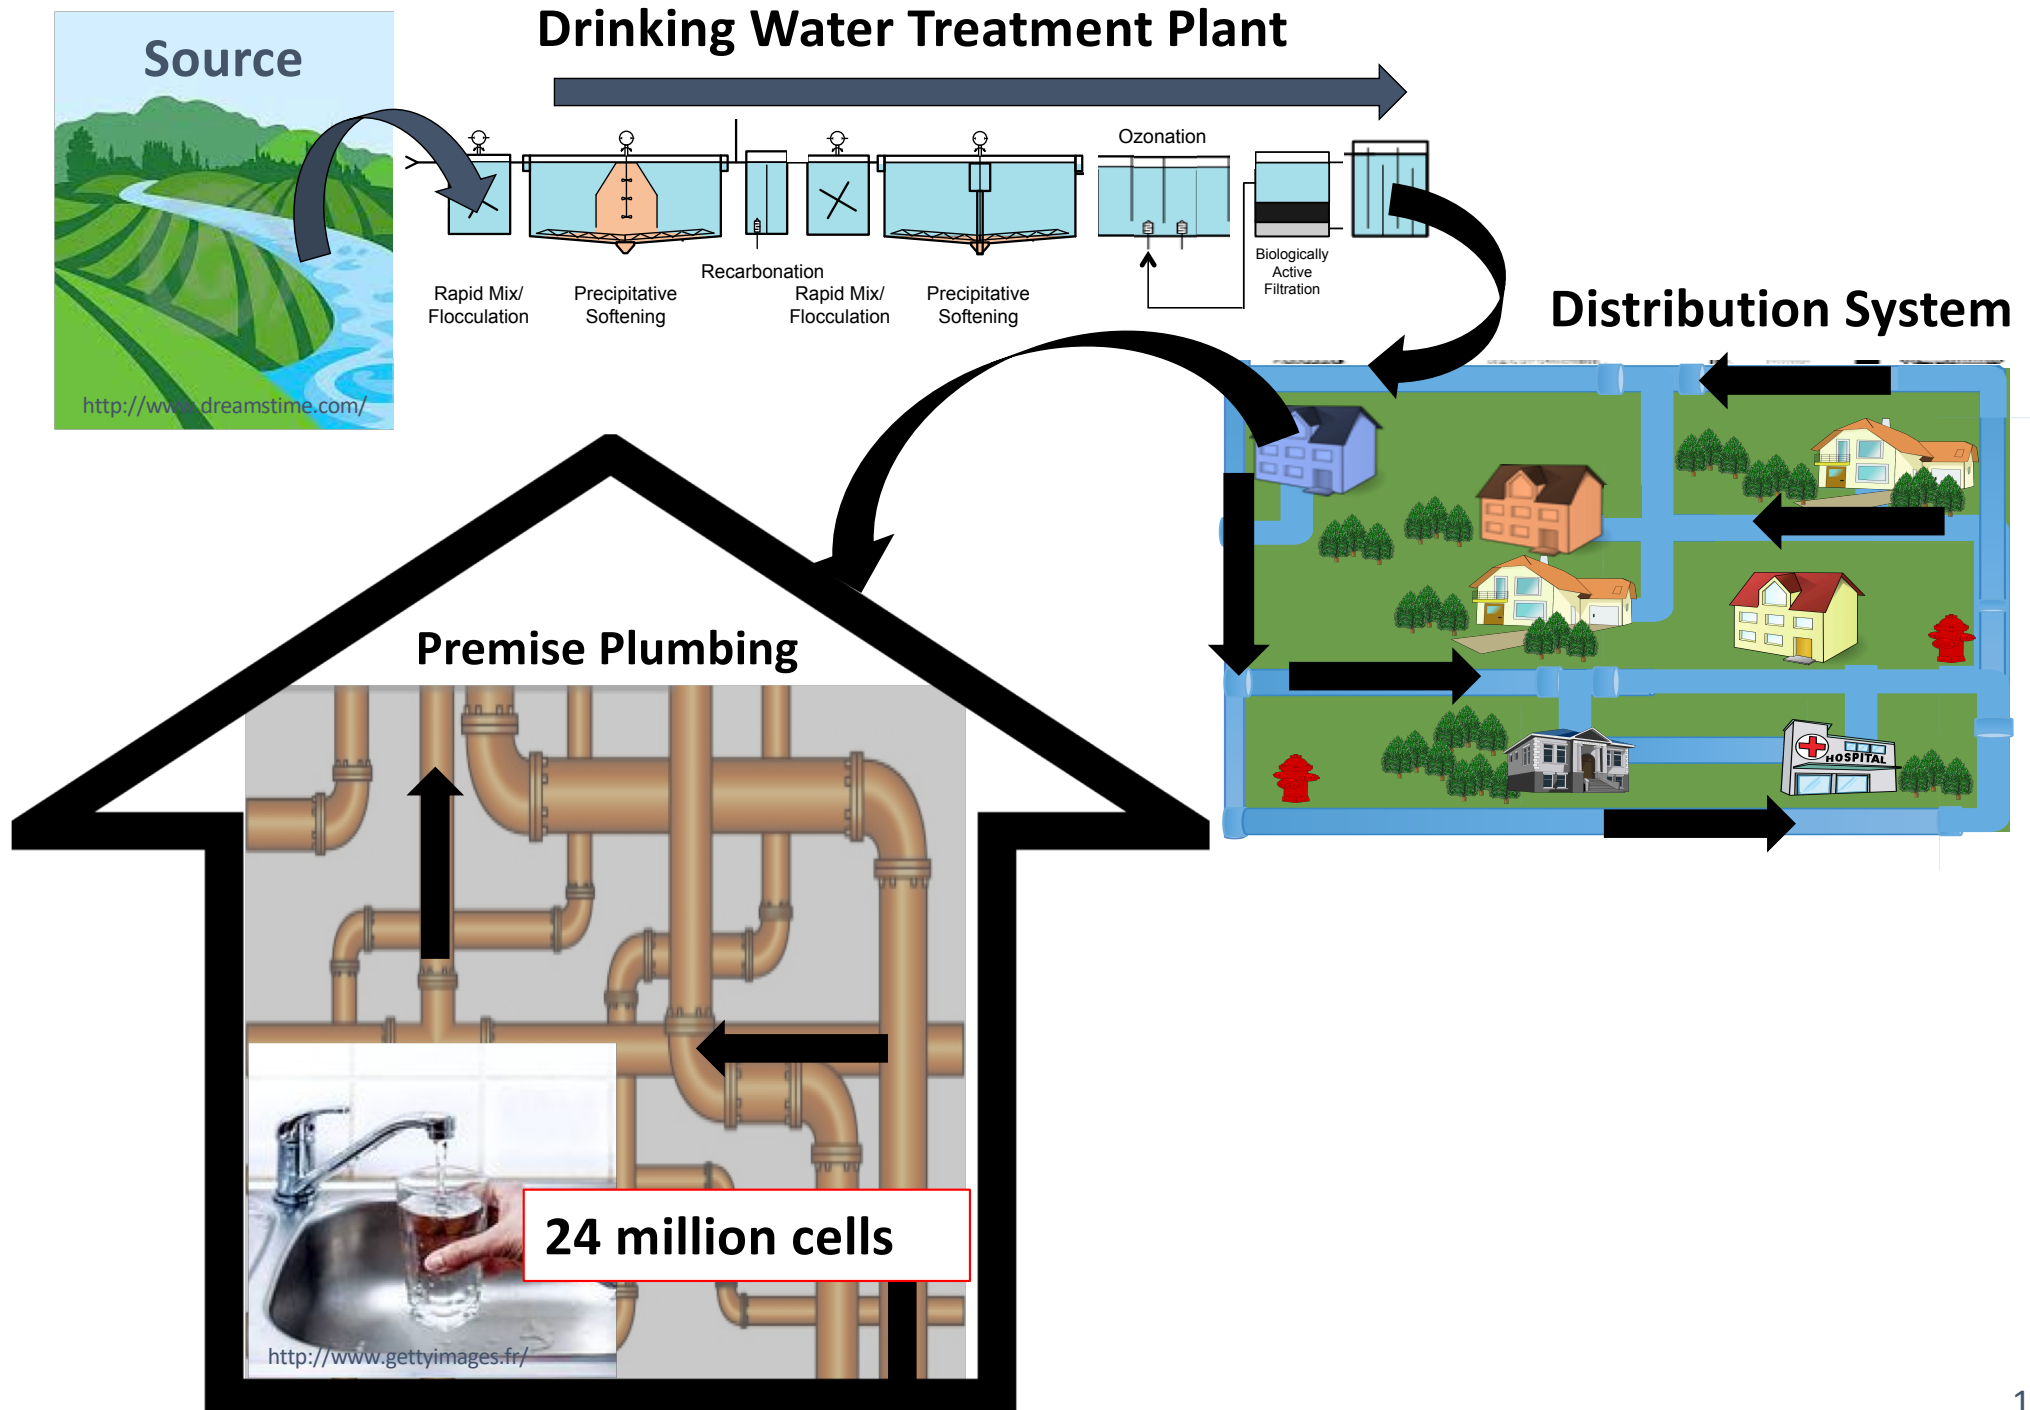 Source
http://www.dreamstime.com/
Drinking Water Treatment Plant
Rapid Mix/
Flocculation
Precipitative
Softening
Recarbonation
Rapid Mix/
Flocculation
Precipitative
Softening
Ozonation
Biologically
Active
Filtration
Distribution System
HOSPITAL
Premise Plumbing
24 million cells
http://www.gettyimages.fr/
1